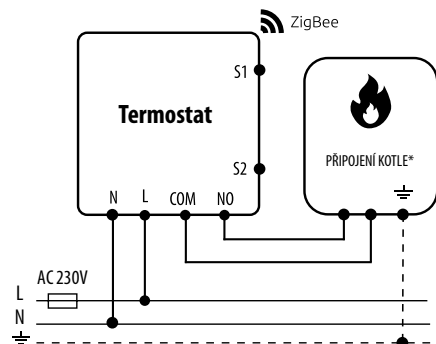 ZigBee
S1
Termostat
S2
PŘIPOJENÍ KOTLE*
N L COM NO
AC 230V
L
N